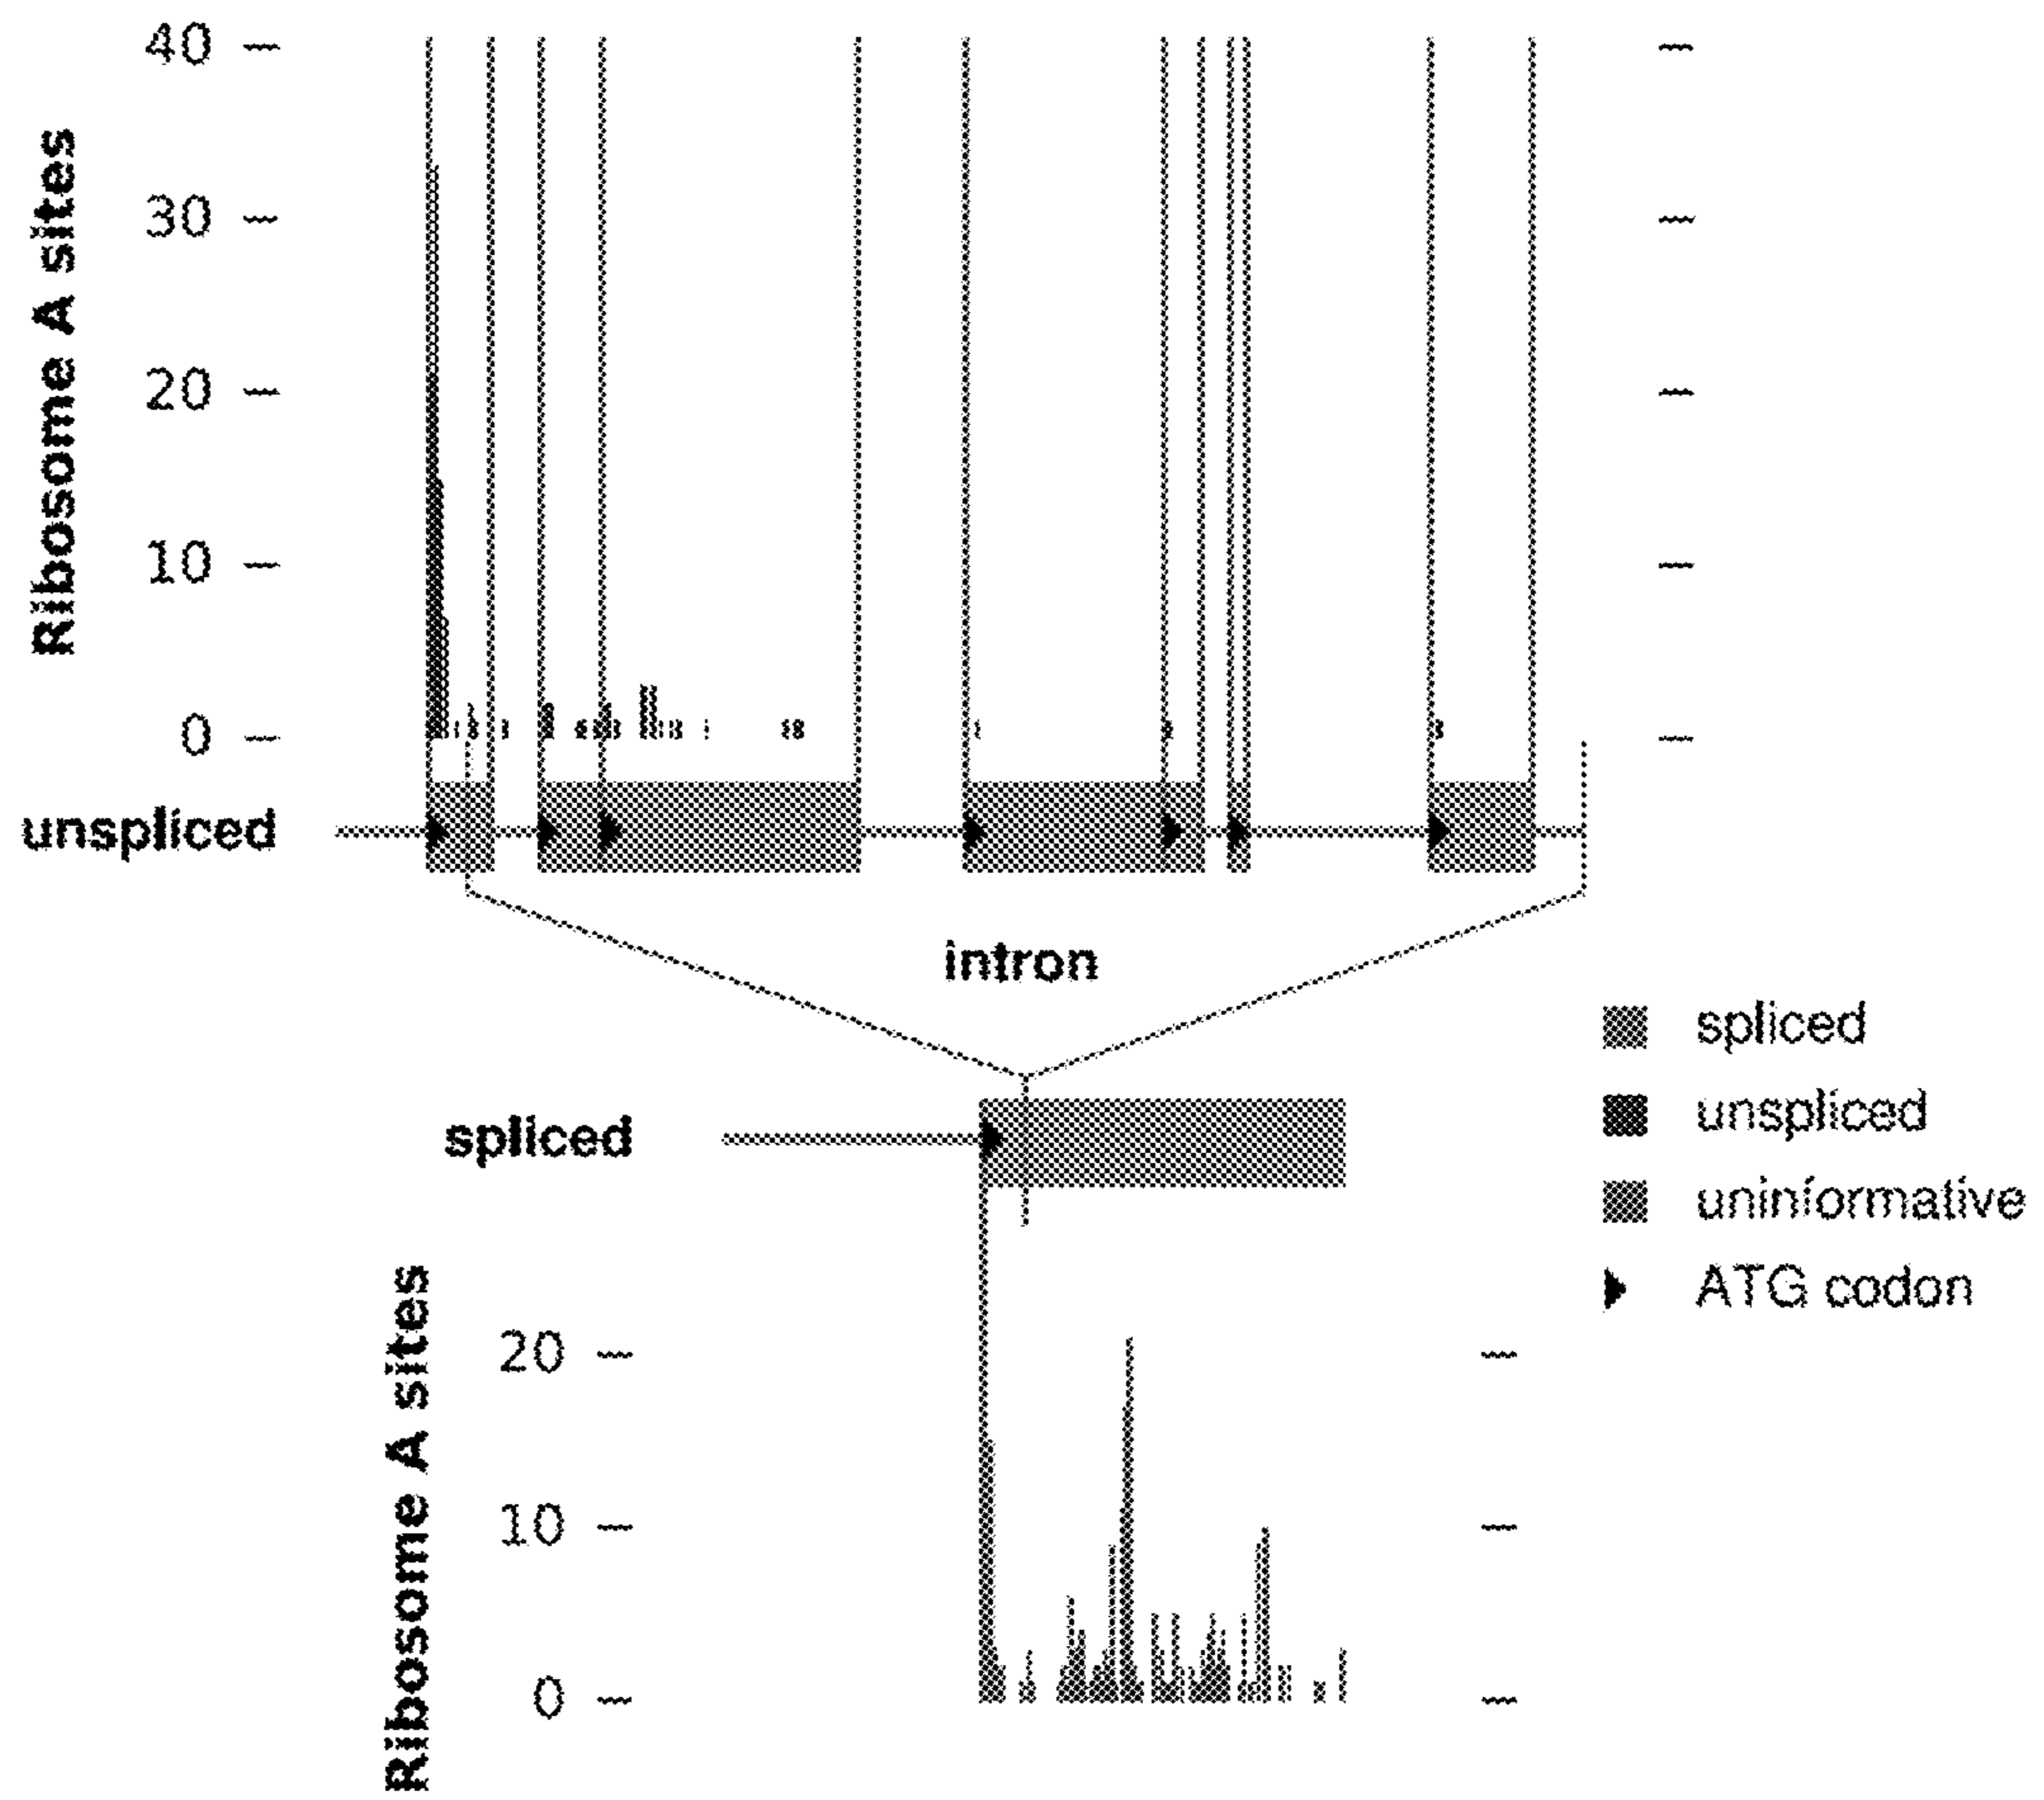 40
30
20
10
0
Ribosome A sites
unspliced
intron
spliced
spliced
unspliced
uninformative
ATG codon
20
10
0
Ribosome A sites